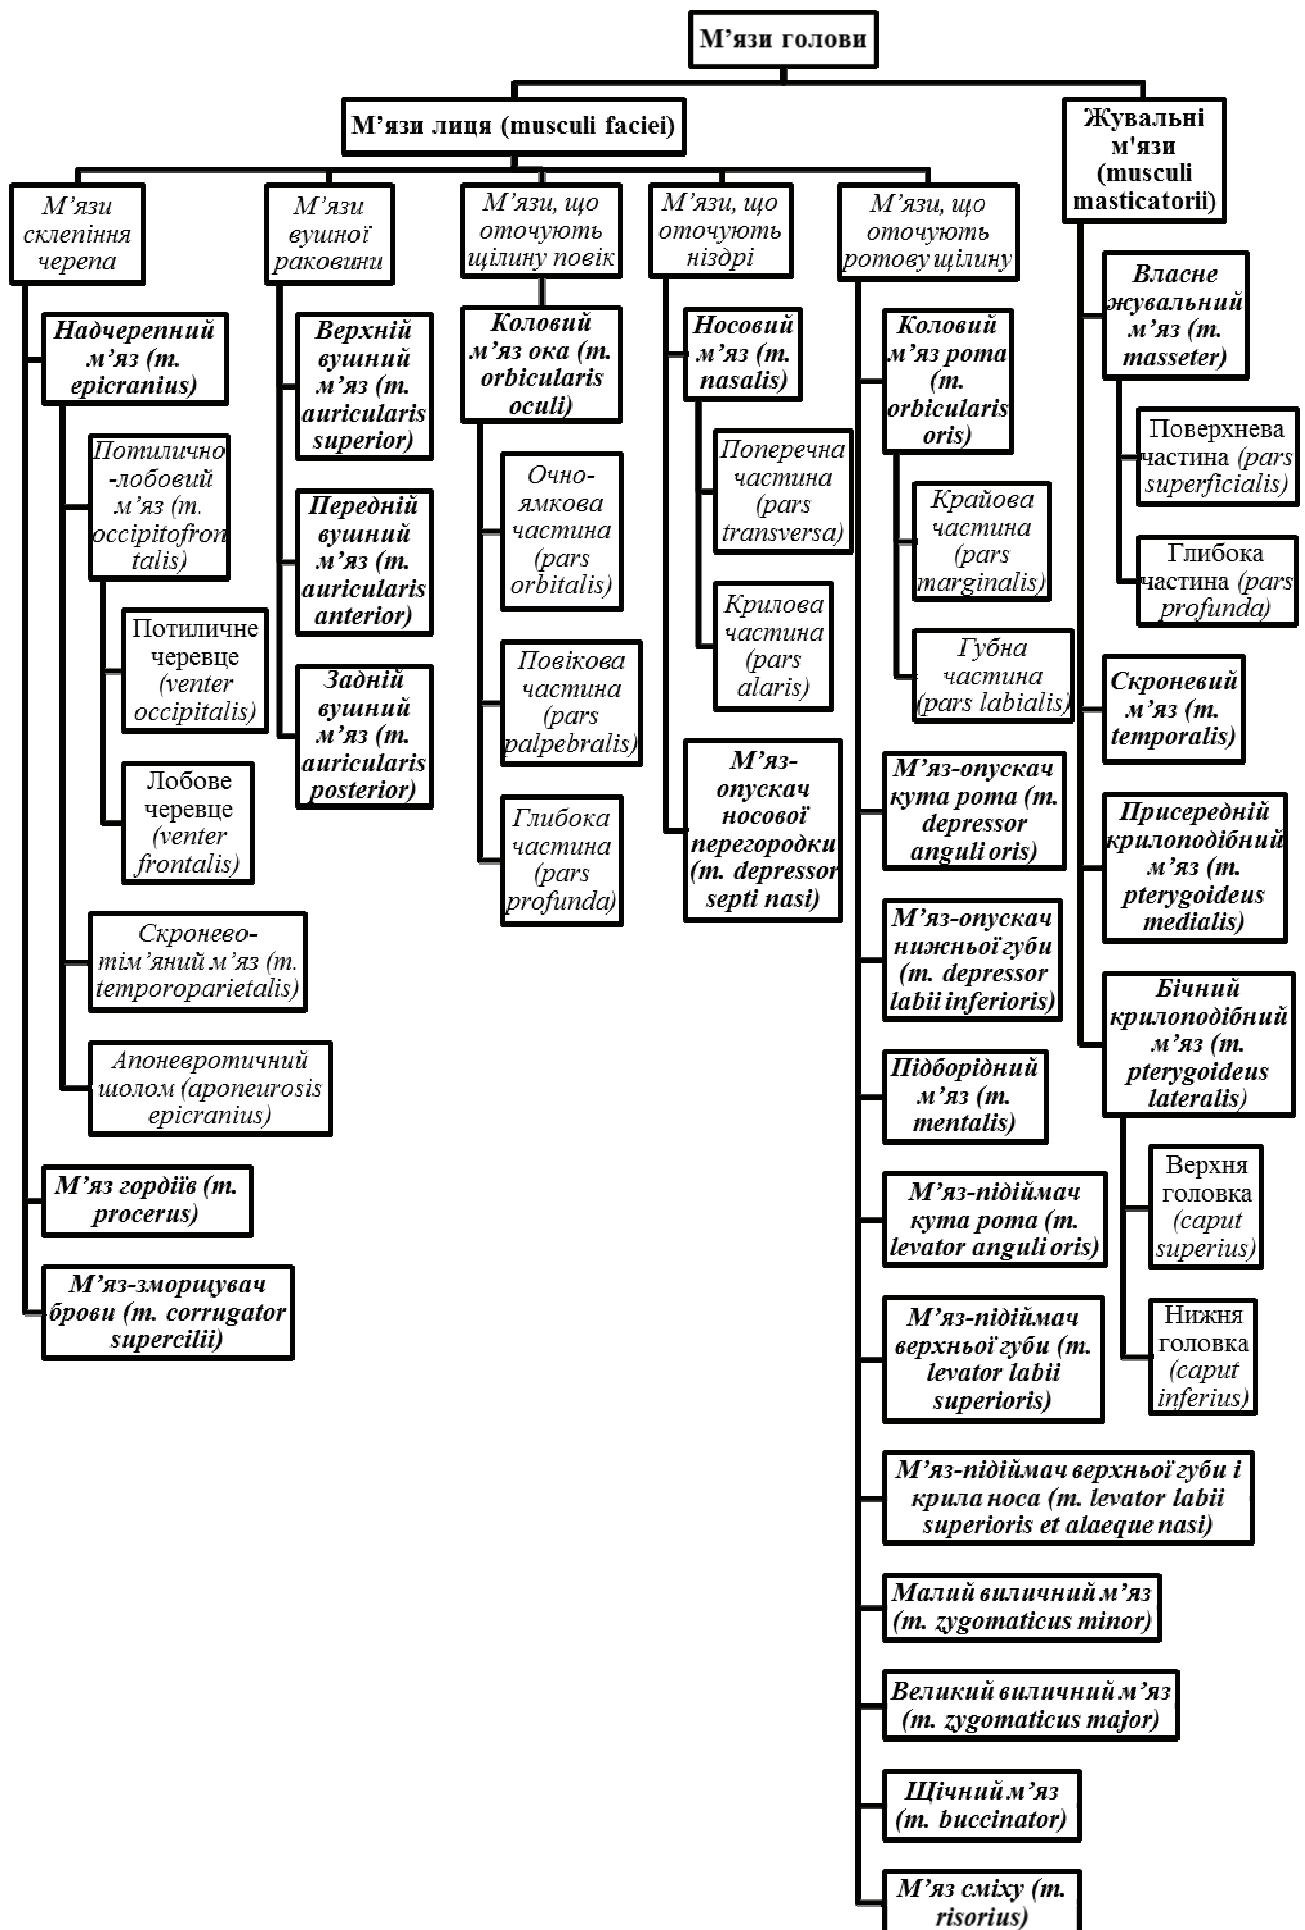 М’язи голови
М’язи лиця (musculi faciei)
М’язи
склепіння
черепа
Надчерепний
м’яз (m.
epicranius)
Потилично
-лобовий
м’яз (m.
occipitofron
talis)
Потиличне
черевце
(venter
occipitalis)
Лобове
черевце
(venter
frontalis)
Скронево-
тім’яний м’яз (m.
temporoparietalis)
Апоневротичний
шолом (aponeurosis
epicranius)
М’яз гордіїв (m.
procerus)
М’яз-зморщувач
брови (m. corrugator
supercilii)
М’язи
вушної
раковини
Верхній
вушний
м’яз (m.
auricularis
superior)
Передній
вушний
м’яз (m.
auricularis
anterior)
Задній
вушний
м’яз (m.
auricularis
posterior)
М’язи, що
оточують
щілину повік
Коловий
м’яз ока (m.
orbicularis
oculi)
Очно-
ямкова
частина
(pars
orbitalis)
Повікова
частина
(pars
palpebralis)
Глибока
частина
(pars
profunda)
М’язи, що
оточують
ніздрі
Носовий
м’яз (m.
nasalis)
Поперечна
частина
(pars
transversa)
Крилова
частина
(pars
alaris)
М’яз-
опускач
носової
перегородки
(m. depressor
septi nasi)
М’язи, що
оточують
ротову щілину
Коловий
м’яз рота
(m.
orbicularis
oris)
Крайова
частина
(pars
marginalis)
Губна
частина
(pars labialis)
М’яз-опускач
кута рота (m.
depressor
anguli oris)
М’яз-опускач
нижньої губи
(m. depressor
labii inferioris)
Підборідний
м’яз (m.
mentalis)
М’яз-підіймач
кута рота (m.
levator anguli oris)
М’яз-підіймач
верхньої губи (m.
levator labii
superioris)
М’яз-підіймач верхньої губи і
крила носа (m. levator labii
superioris et alaeque nasi)
Малий виличний м’яз
(m. zygomaticus minor)
Великий виличний м’яз
(m. zygomaticus major)
Щічний м’яз
(m. buccinator)
М’яз сміху (m.
risorius)
Жувальні
м'язи
(musculi
masticatorii)
Власне
жувальний
м’яз (m.
masseter)
Поверхнева
частина (pars
superficialis)
Глибока
частина (pars
profunda)
Скроневий
м’яз (m.
temporalis)
Присередній
крилоподібний
м’яз (m.
pterygoideus
medialis)
Бічний
крилоподібний
м’яз (m.
pterygoideus
lateralis)
Верхня
головка
(caput
superius)
Нижня
головка
(caput
inferius)